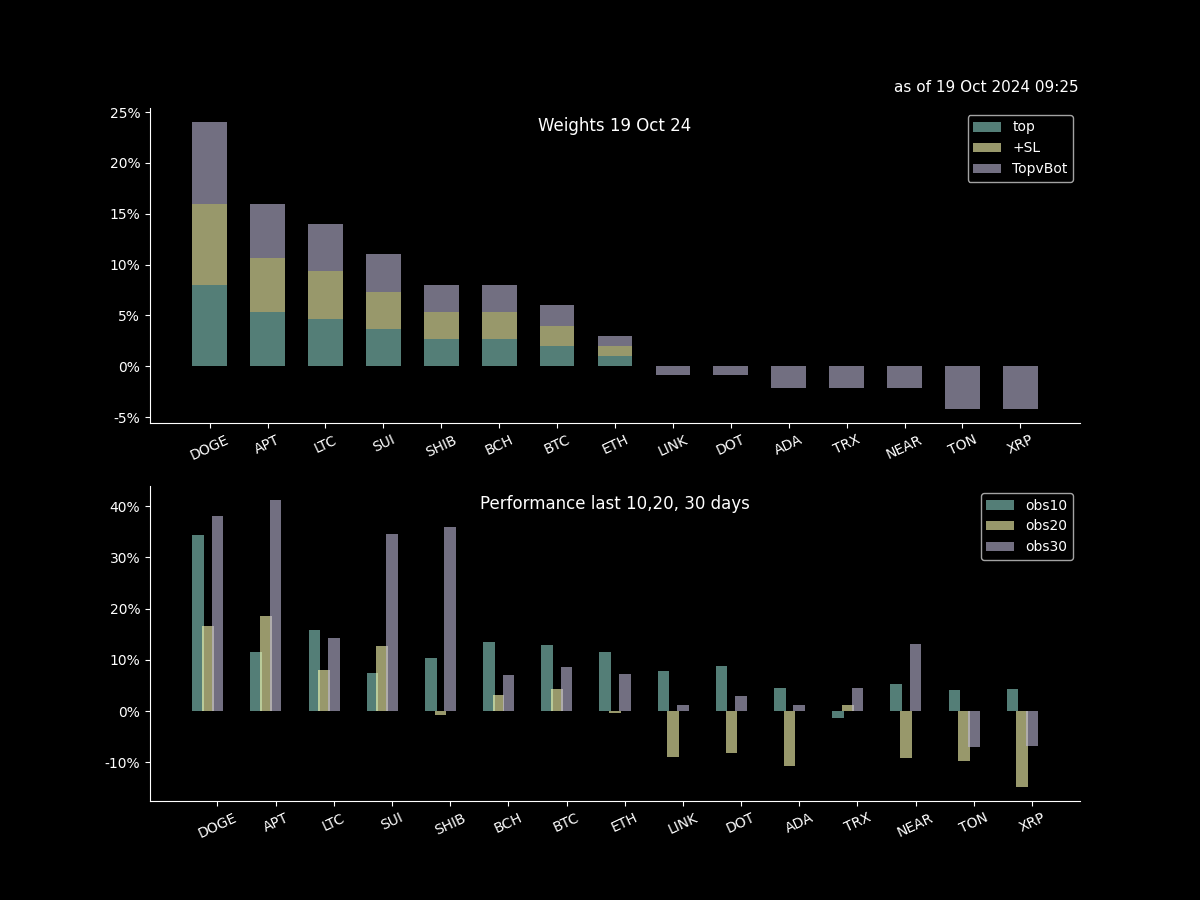 as of 19 Oct 2024 09:25
Weights 19 Oct 24
top
+SL
TopvBot
25%
20%
15%
10%
5%
0%
-5%
DOGE APT LTC SUI SHIB BCH BTC ETH LINK DOT ADA TRX NEAR TON XRP
Performance last 10,20, 30 days
obs10
obs20
obs30
40%
30%
20%
10%
0%
-10%
DOGE APT LTC SUI SHIB BCH BTC ETH LINK DOT ADA TRX NEAR TON XRP